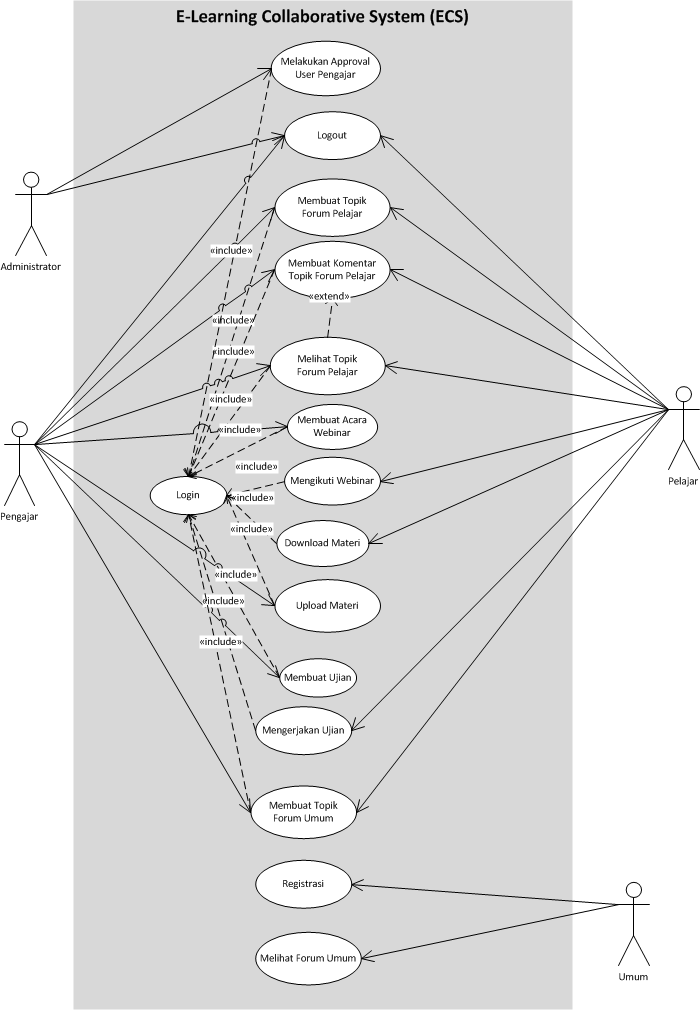 E-Learning Collaborative System (ECS)
Melakukan Approval
User Pengajar
Logout
Administrator
Membuat Topik
Forum Pelajar
«include»
Membuat Komentar
Topik Forum Pelajar
«extend»
«include»
«include»
Melihat Topik
Forum Pelajar
«include»
Membuat Acara
Webinar
«include»
Pengajar
Pelajar
«include»
Mengikuti Webinar
Login
«include»
«include»
Download Materi
«include»
Upload Materi
«include»
«include»
Membuat Ujian
Mengerjakan Ujian
Membuat Topik
Forum Umum
Registrasi
Melihat Forum Umum
Umum